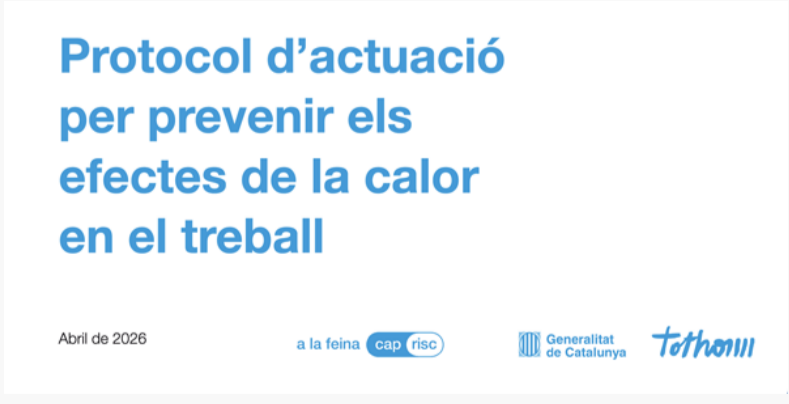 Protocol d’actuació
per prevenir els
efectes de la calor
en el treball
Abril de 2026
a la feina cap risc
Generalitat
de Catalunya
Tothom